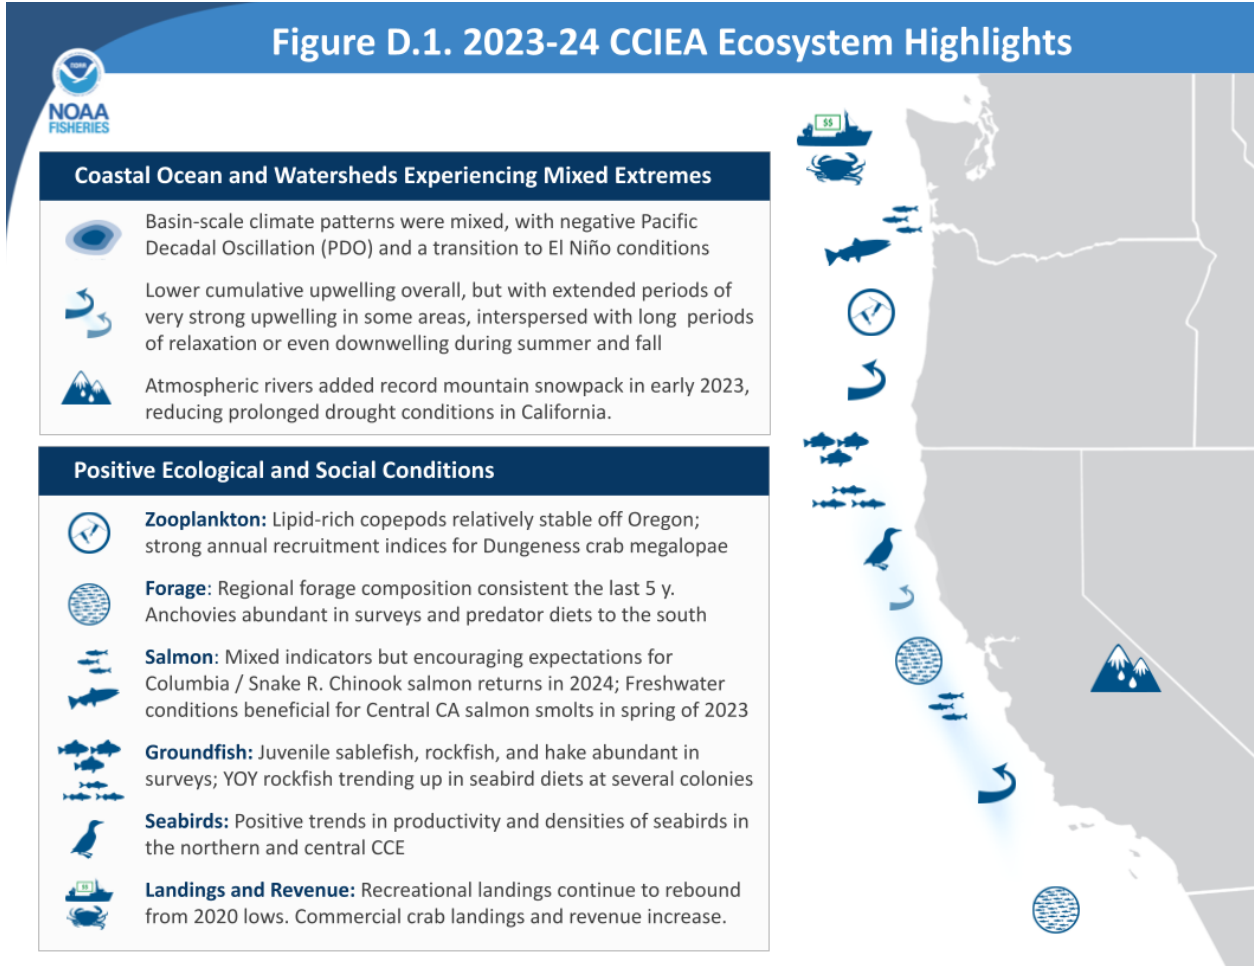 Figure D.1. 2023-24 CCIEA Ecosystem Highlights
NOAA
FISHERIES
$$
Coastal Ocean and Watersheds Experiencing Mixed Extremes
Basin-scale climate patterns were mixed, with negative Pacific
Decadal Oscillation (PDO) and a transition to El Niño conditions
Lower cumulative upwelling overall, but with extended periods of
very strong upwelling in some areas, interspersed with long periods
of relaxation or even downwelling during summer and fall
Atmospheric rivers added record mountain snowpack in early 2023,
reducing prolonged drought conditions in California.
Positive Ecological and Social Conditions
Zooplankton: Lipid-rich copepods relatively stable off Oregon;
strong annual recruitment indices for Dungeness crab megalopae
Forage: Regional forage composition consistent the last 5 y.
Anchovies abundant in surveys and predator diets to the south
Salmon: Mixed indicators but encouraging expectations for
Columbia / Snake R. Chinook salmon returns in 2024; Freshwater
conditions beneficial for Central CA salmon smolts in spring of 2023
Groundfish: Juvenile sablefish, rockfish, and hake abundant in
surveys; YOY rockfish trending up in seabird diets at several colonies
Seabirds: Positive trends in productivity and densities of seabirds in
the northern and central CCE
$$
Landings and Revenue: Recreational landings continue to rebound
from 2020 lows. Commercial crab landings and revenue increase.